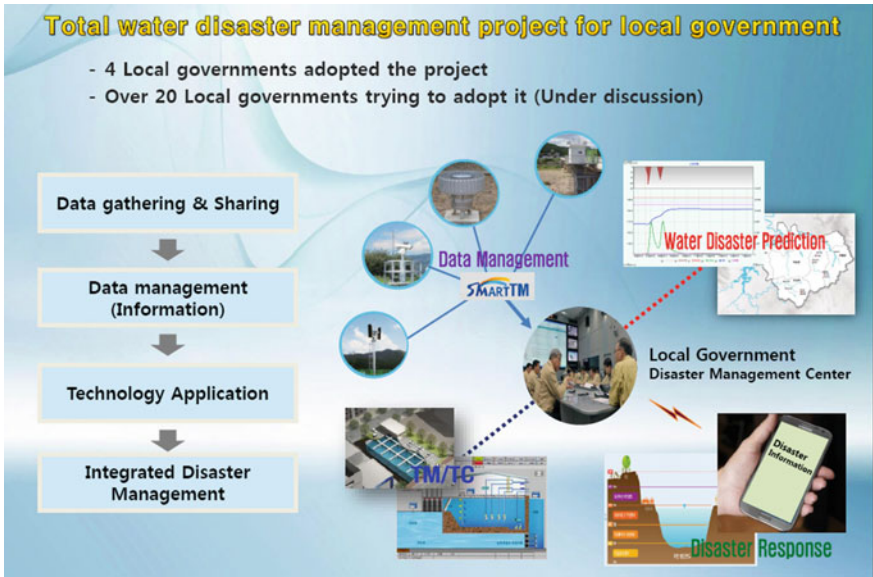 Total water disaster management project for local government
- 4 Local governments adopted the project
- Over 20 Local governments trying to adopt it (Under discussion)
Data gathering & Sharing
Data management
(Information)
Technology Application
Integrated Disaster
Management
Data Management
SMARTTM
Water Disaster Prediction
Local Government
Disaster Management Center
TM/TC
Disaster
Information
Disaster Response